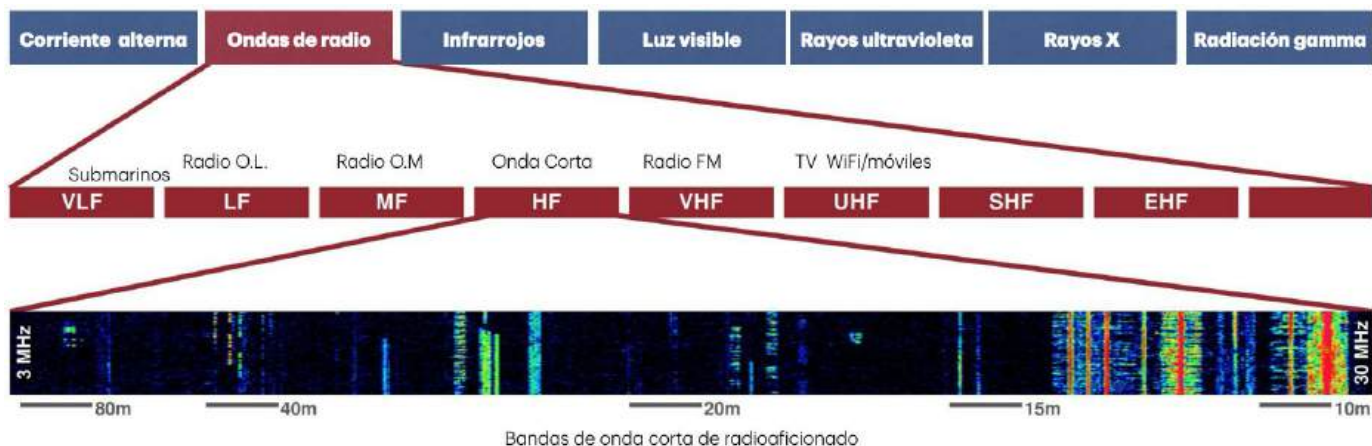 Corriente alterna
Ondas de radio
Infrarrojos
Luz visible
Rayos ultravioleta
Rayos X
Radiación gamma
Submarinos
Radio O.L.
Radio O.M
Onda Corta
Radio FM
TV WiFi/móviles
VLF
LF
MF
HF
VHF
UHF
SHF
EHF
3 MHz
30 MHz
80m
40m
20m
15m
10m
Bandas de onda corta de radioaficionado